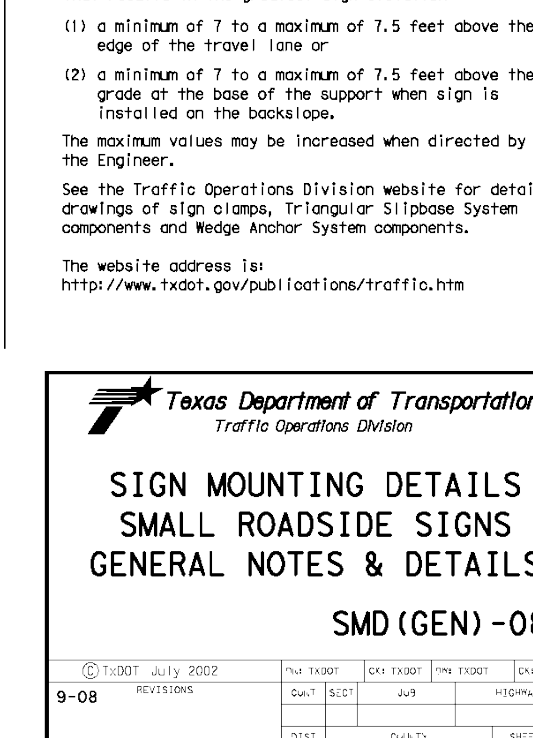 (1) a minimum of 7 to a maximum of 7.5 feet above the
edge of the travel lane or
(2) a minimum of 7 to a maximum of 7.5 feet above the
grade at the base of the support when sign is
installed on the backslope.
The maximum values may be increased when directed by
the Engineer.
See the Traffic Operations Division website for detai
drawings of sign clamps, Triangular Slipbase System
components and Wedge Anchor System components.
The website address is:
http://www.txdot.gov/publications/traffic.htm
Texas Department of Transportation
Traffic Operations Division
SIGN MOUNTING DETAILS
SMALL ROADSIDE SIGNS
GENERAL NOTES & DETAILS
SMD(GEN)-08
© TxDOT July 2002 DN: TXDOT CK: TXDOT DW: TXDOT CK:
9-08 REVISIONS CONT SECT JOB HIGHWA
DIST COUNTY SHEE